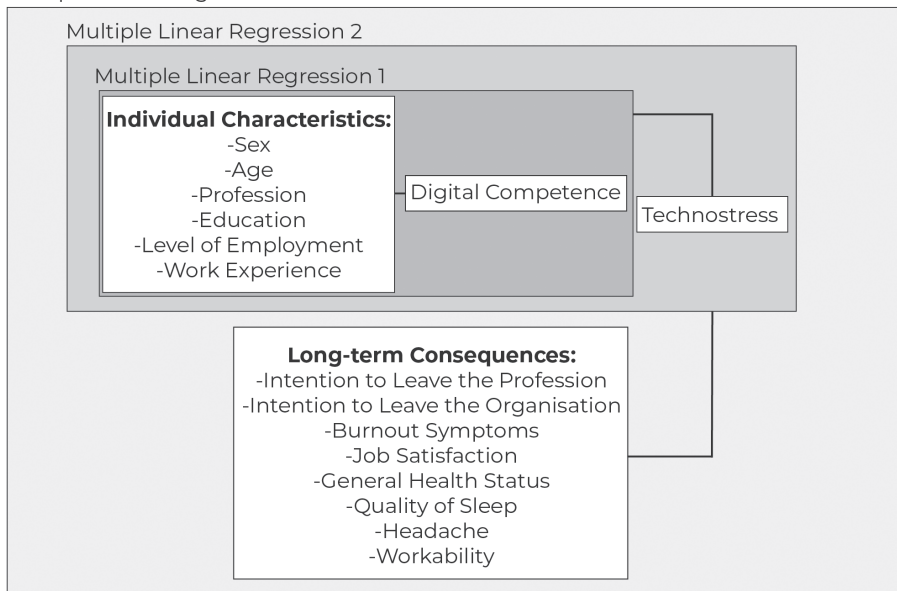 Multiple Linear Regression 2
Multiple Linear Regression 1
Individual Characteristics:
-Sex
-Age
-Profession
-Education
-Level of Employment
-Work Experience
Digital Competence
Technostress
Long-term Consequences:
-Intention to Leave the Profession
-Intention to Leave the Organisation
-Burnout Symptoms
-Job Satisfaction
-General Health Status
-Quality of Sleep
-Headache
-Workability